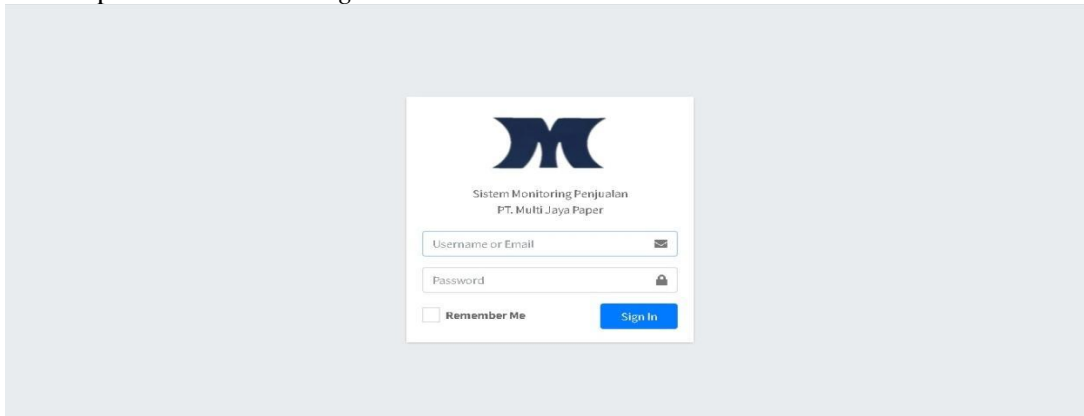 Sistem Monitoring Penjualan
PT. Multi Jaya Paper
Username or Email
Password
Remember Me
Sign In